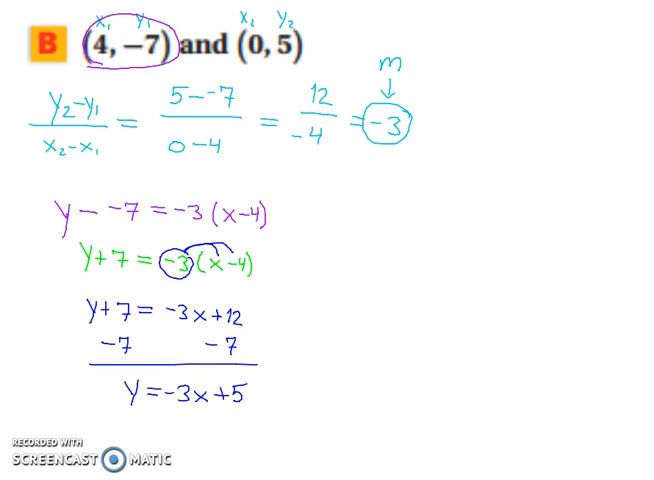 x₁ y₁ x₂ y₂
B (4, −7) and (0, 5)
m
↓
y₂−y₁ / x₂−x₁ = 5−−7 / 0−4 = 12 / −4 = −3
y − −7 = −3 (x−4)
y+7 = −3 (x−4)
y+7 = −3x+12
−7 −7
y = −3x+5
RECORDED WITH
SCREENCAST MATIC